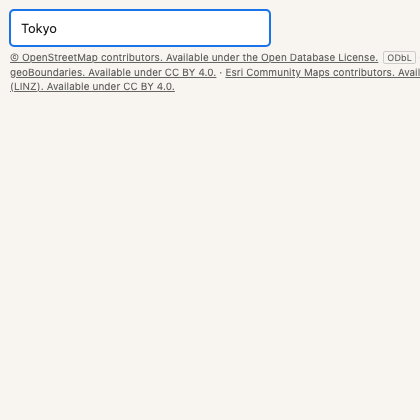 Tokyo
© OpenStreetMap contributors. Available under the Open Database License. ODbL
geoBoundaries. Available under CC BY 4.0. · Esri Community Maps contributors.
(LINZ). Available under CC BY 4.0.